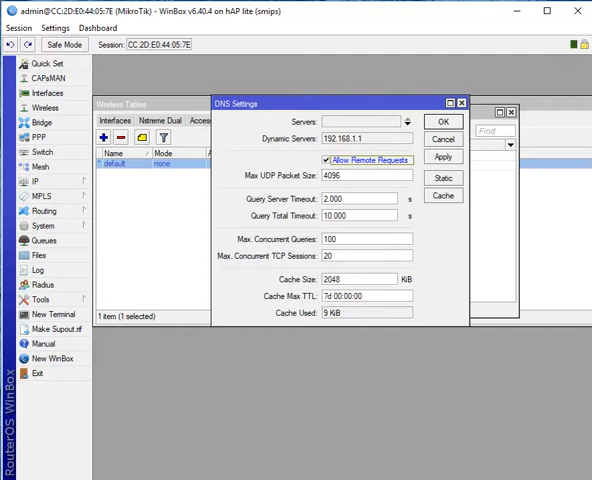 admin@CC:2D:E0:44:05:7E (MikroTik) - WinBox v6.40.4 on hAP lite (smips)
Session Settings Dashboard
Safe Mode Session: CC:2D:E0:44:05:7E
Quick Set
CAPsMAN
Interfaces
Wireless
Bridge
PPP
Switch
Mesh
IP
MPLS
Routing
System
Queues
Files
Log
Radius
Tools
New Terminal
Make Supout.rif
Manual
New WinBox
Exit
RouterOS WinBox
Wireless Tables
Interfaces Nstreme Dual Access
Name Mode
* default none
1 item (1 selected)
Find
DNS Settings
Servers:
Dynamic Servers: 192.168.1.1
Allow Remote Requests
Max UDP Packet Size: 4096
Query Server Timeout: 2.000 s
Query Total Timeout: 10.000 s
Max. Concurrent Queries: 100
Max. Concurrent TCP Sessions: 20
Cache Size: 2048 KiB
Cache Max TTL: 7d 00:00:00
Cache Used: 9 KiB
OK
Cancel
Apply
Static
Cache